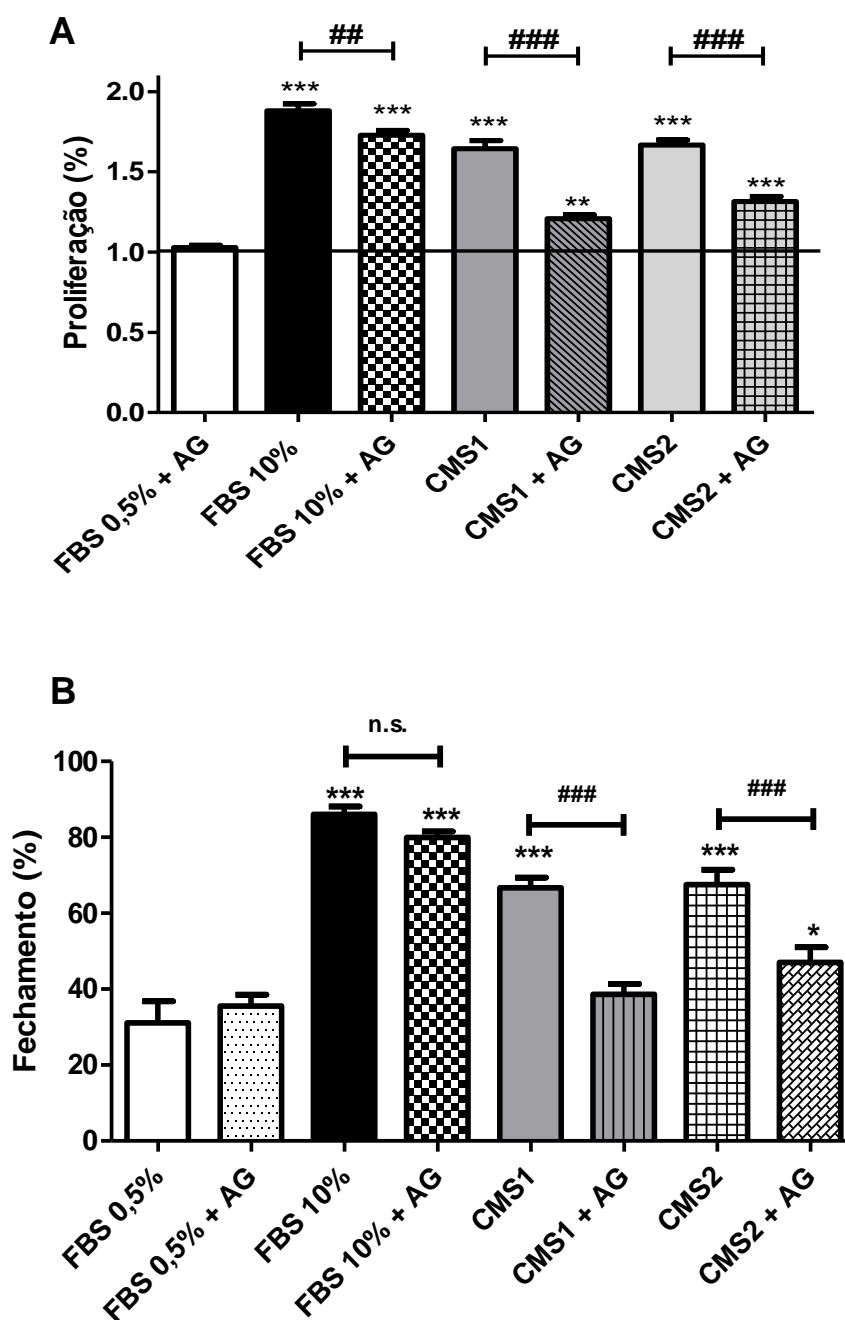 A
## ### ###
*** *** *** ** *** ***
Proliferação (%)
2.0
1.5
1.0
0.5
0.0
FBS 0,5% + AG
FBS 10%
FBS 10% + AG
CMS1
CMS1 + AG
CMS2
CMS2 + AG
B
n.s. ### ###
*** *** *** *** *
Fechamento (%)
100
80
60
40
20
0
FBS 0,5%
FBS 0,5% + AG
FBS 10%
FBS 10% + AG
CMS1
CMS1 + AG
CMS2
CMS2 + AG